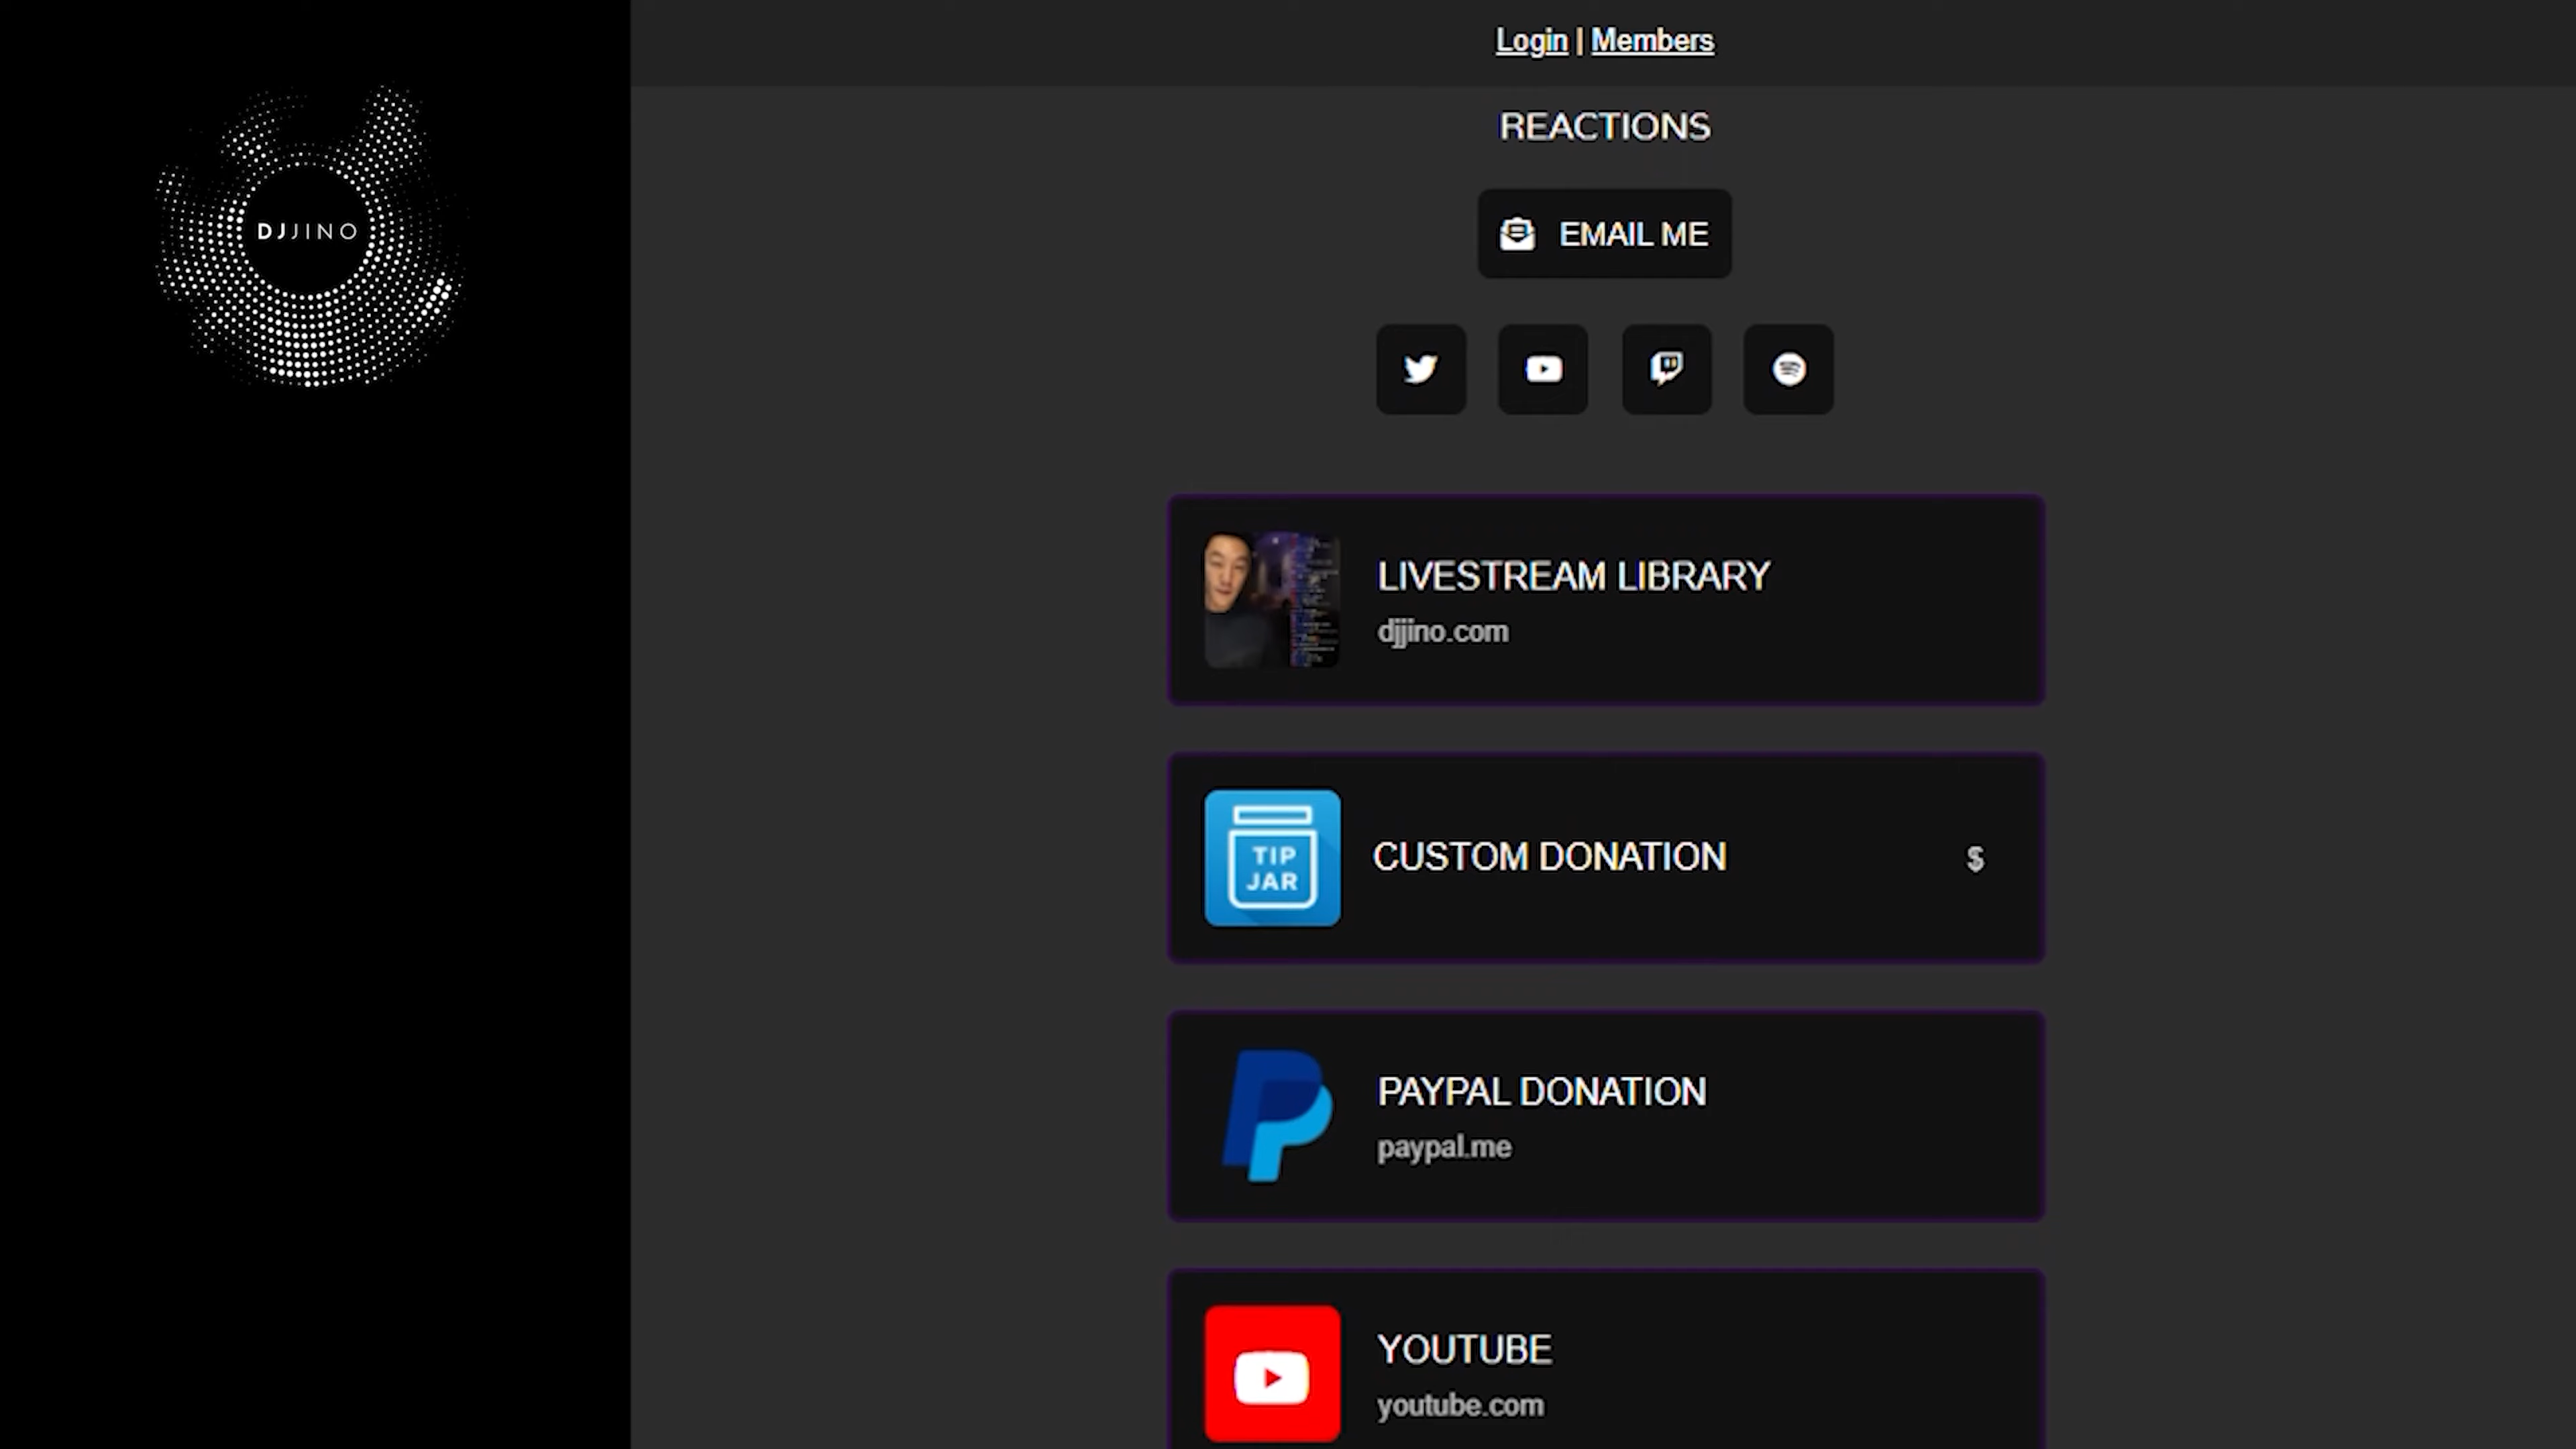 DJJINO
Login | Members
REACTIONS
EMAIL ME
LIVESTREAM LIBRARY
djjino.com
TIP
JAR
CUSTOM DONATION
$
PAYPAL DONATION
paypal.me
YOUTUBE
youtube.com